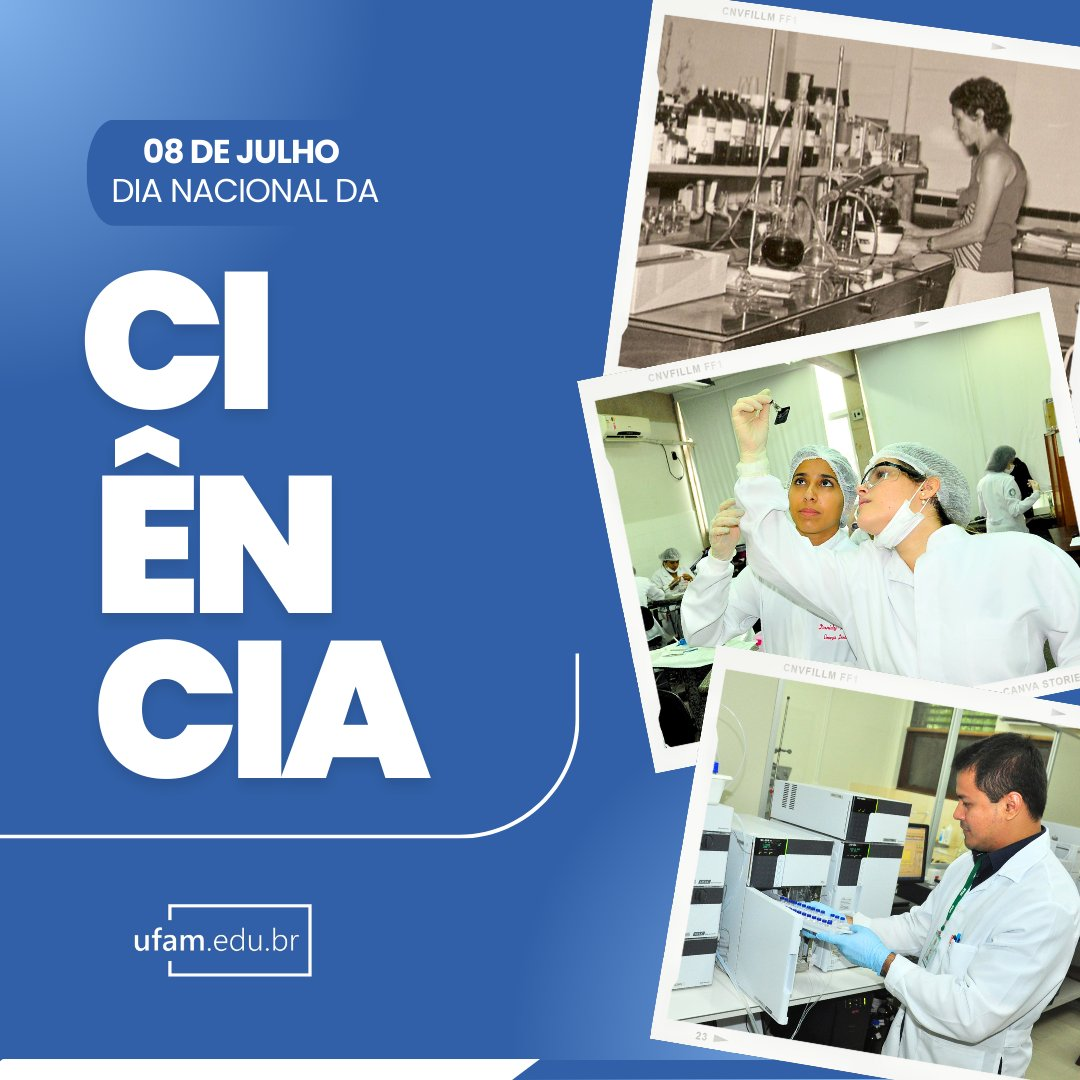 08 DE JULHO
DIA NACIONAL DA
CI
ÊN
CIA
ufam.edu.br
CNVFILLM FF1
CNVFILLM FF1
CANVA STORIE
CNVFILLM FF1
23